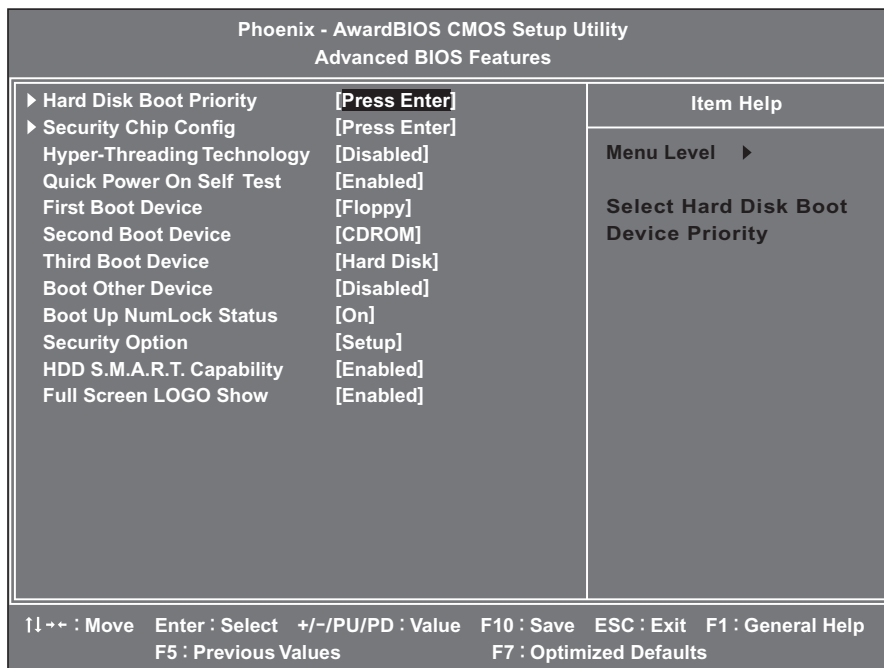 Phoenix - AwardBIOS CMOS Setup Utility
Advanced BIOS Features
Hard Disk Boot Priority [Press Enter]
Security Chip Config [Press Enter]
Hyper-Threading Technology [Disabled]
Quick Power On Self Test [Enabled]
First Boot Device [Floppy]
Second Boot Device [CDROM]
Third Boot Device [Hard Disk]
Boot Other Device [Disabled]
Boot Up NumLock Status [On]
Security Option [Setup]
HDD S.M.A.R.T. Capability [Enabled]
Full Screen LOGO Show [Enabled]
Item Help
Menu Level ▶
Select Hard Disk Boot
Device Priority
↑↓→← : Move Enter : Select +/-/PU/PD : Value F10 : Save ESC : Exit F1 : General Help
F5 : Previous Values F7 : Optimized Defaults